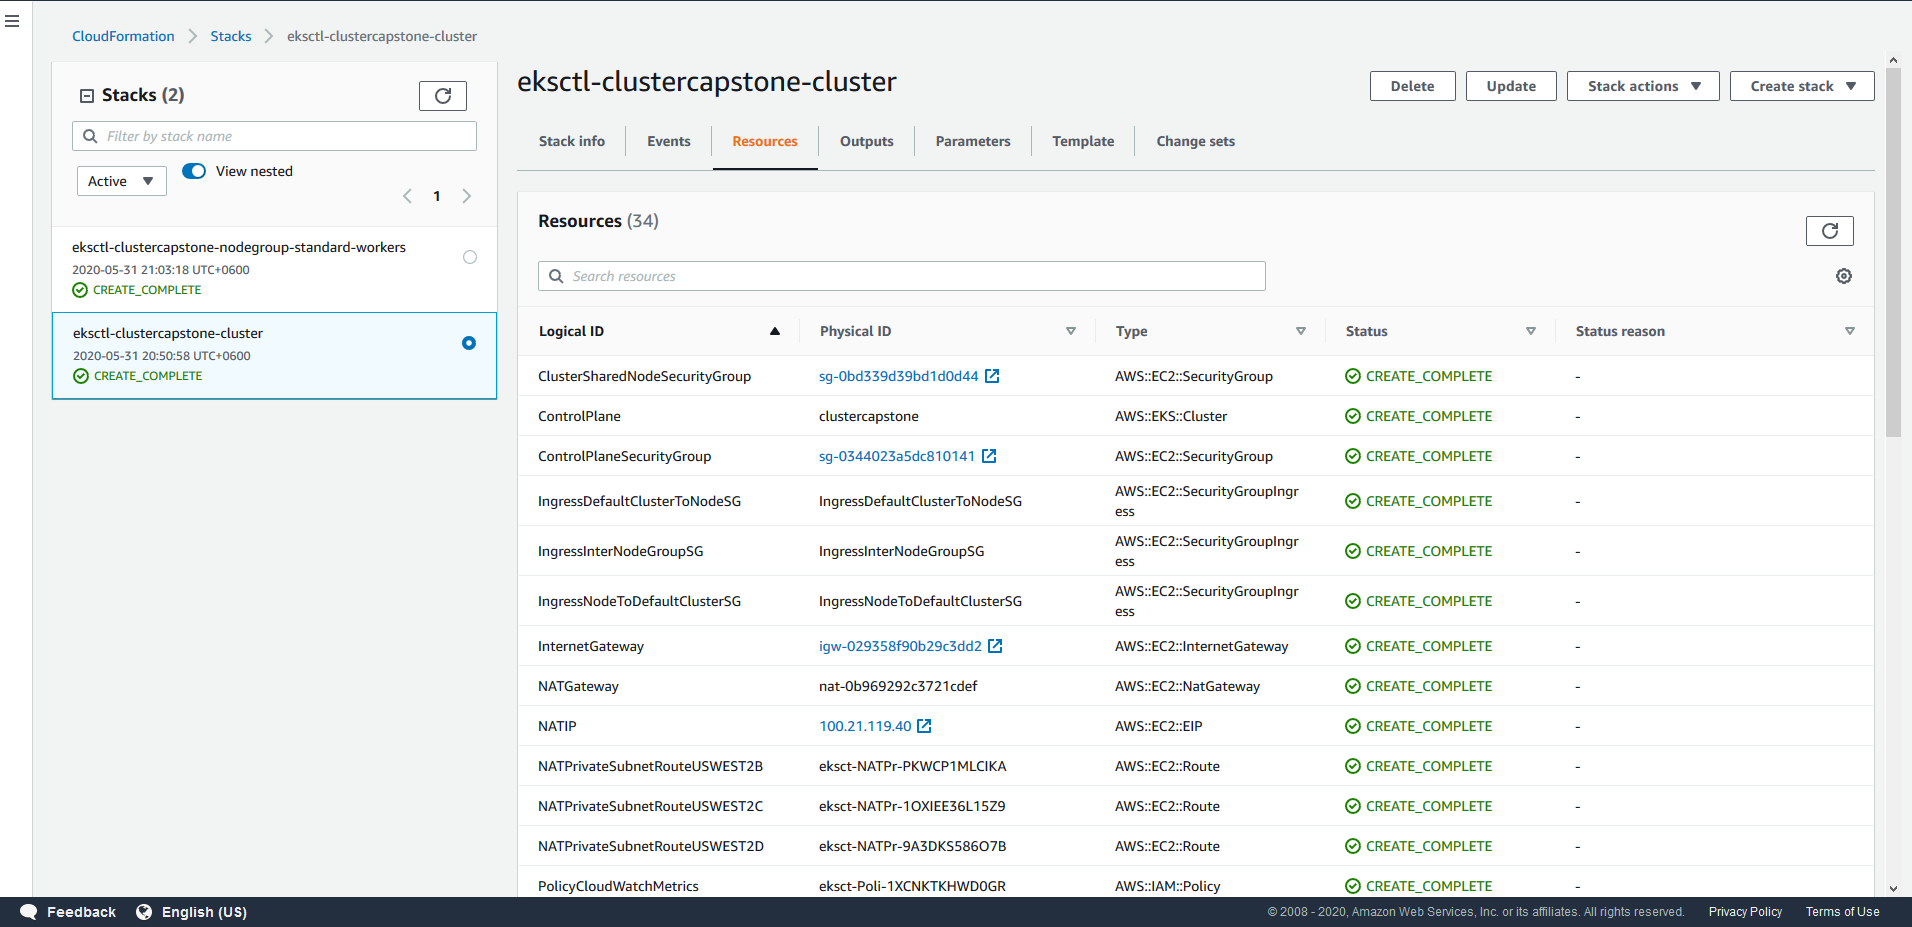 CloudFormation > Stacks > eksctl-clustercapstone-cluster
Stacks (2)
Filter by stack name
Active
View nested
1
eksctl-clustercapstone-nodegroup-standard-workers
2020-05-31 21:03:18 UTC+0600
CREATE_COMPLETE
eksctl-clustercapstone-cluster
2020-05-31 20:50:58 UTC+0600
CREATE_COMPLETE
eksctl-clustercapstone-cluster
Delete Update Stack actions Create stack
Stack info Events Resources Outputs Parameters Template Change sets
Resources (34)
Search resources
Logical ID Physical ID Type Status Status reason
ClusterSharedNodeSecurityGroup sg-0bd339d39bd1d0d44 AWS::EC2::SecurityGroup CREATE_COMPLETE -
ControlPlane clustercapstone AWS::EKS::Cluster CREATE_COMPLETE -
ControlPlaneSecurityGroup sg-0344023a5dc810141 AWS::EC2::SecurityGroup CREATE_COMPLETE -
IngressDefaultClusterToNodeSG IngressDefaultClusterToNodeSG AWS::EC2::SecurityGroupIngr CREATE_COMPLETE -
ess
IngressInterNodeGroupSG IngressInterNodeGroupSG AWS::EC2::SecurityGroupIngr CREATE_COMPLETE -
ess
IngressNodeToDefaultClusterSG IngressNodeToDefaultClusterSG AWS::EC2::SecurityGroupIngr CREATE_COMPLETE -
ess
InternetGateway igw-029358f90b29c3dd2 AWS::EC2::InternetGateway CREATE_COMPLETE -
NATGateway nat-0b969292c3721cdef AWS::EC2::NatGateway CREATE_COMPLETE -
NATIP 100.21.119.40 AWS::EC2::EIP CREATE_COMPLETE -
NATPrivateSubnetRouteUSWEST2B eksct-NATPr-PKWCP1MLCIKA AWS::EC2::Route CREATE_COMPLETE -
NATPrivateSubnetRouteUSWEST2C eksct-NATPr-1OXIEE36L15Z9 AWS::EC2::Route CREATE_COMPLETE -
NATPrivateSubnetRouteUSWEST2D eksct-NATPr-9A3DKS586O7B AWS::EC2::Route CREATE_COMPLETE -
PolicyCloudWatchMetrics eksct-Poli-1XCNKTKHWD0GR AWS::IAM::Policy CREATE_COMPLETE -
Feedback English (US) © 2008 - 2020, Amazon Web Services, Inc. or its affiliates. All rights reserved. Privacy Policy Terms of Use